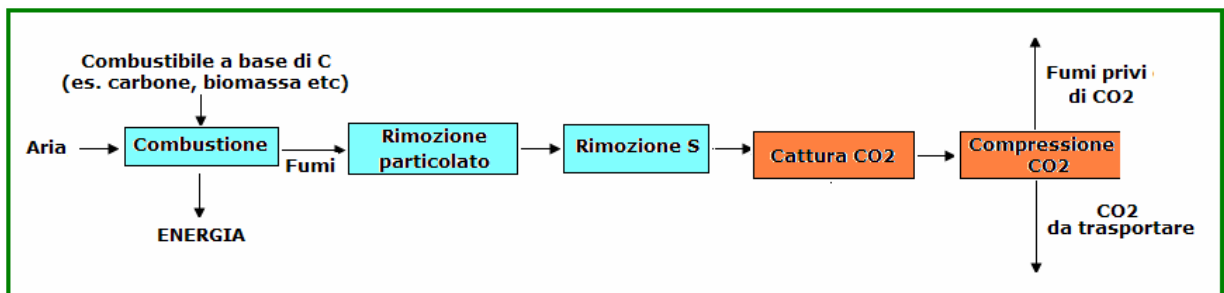 Combustibile a base di C
(es. carbone, biomassa etc)
Aria
Combustione
Fumi
ENERGIA
Rimozione
particolato
Rimozione S
Cattura CO2
Compressione
CO2
Fumi privi
di CO2
CO2
da trasportare